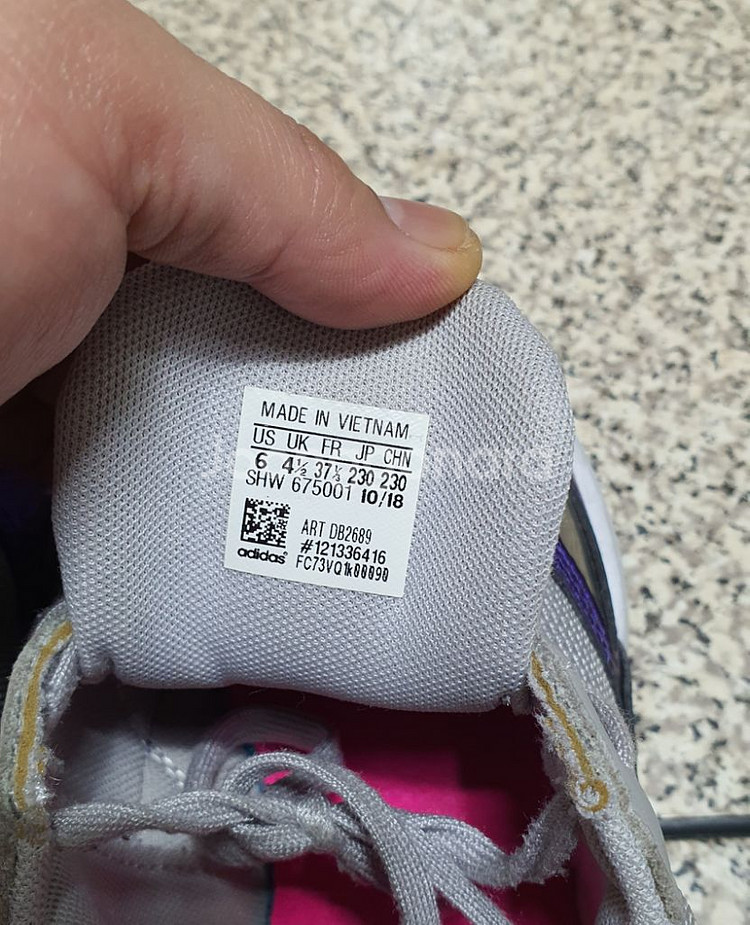 MADE IN VIETNAM
US UK FR JP CHN
6 4½ 37⅓ 230 230
SHW 675001 10/18
ART DB2689
#121336416
adidas FC73VQ1k00090